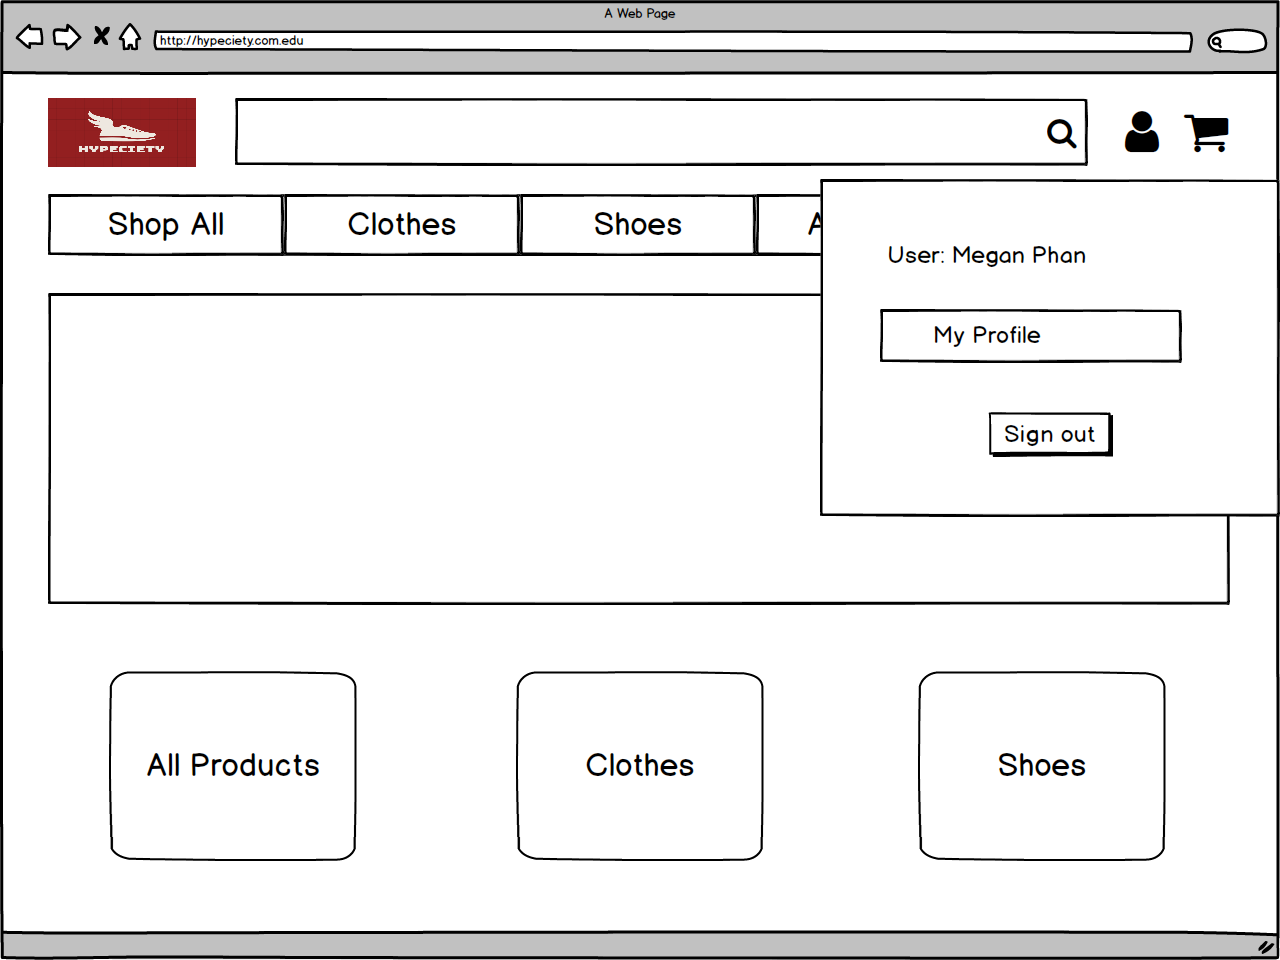 A Web Page
http://hypeciety.com.edu
HYPECIETY
Shop All
Clothes
Shoes
A
User: Megan Phan
My Profile
Sign out
All Products
Clothes
Shoes